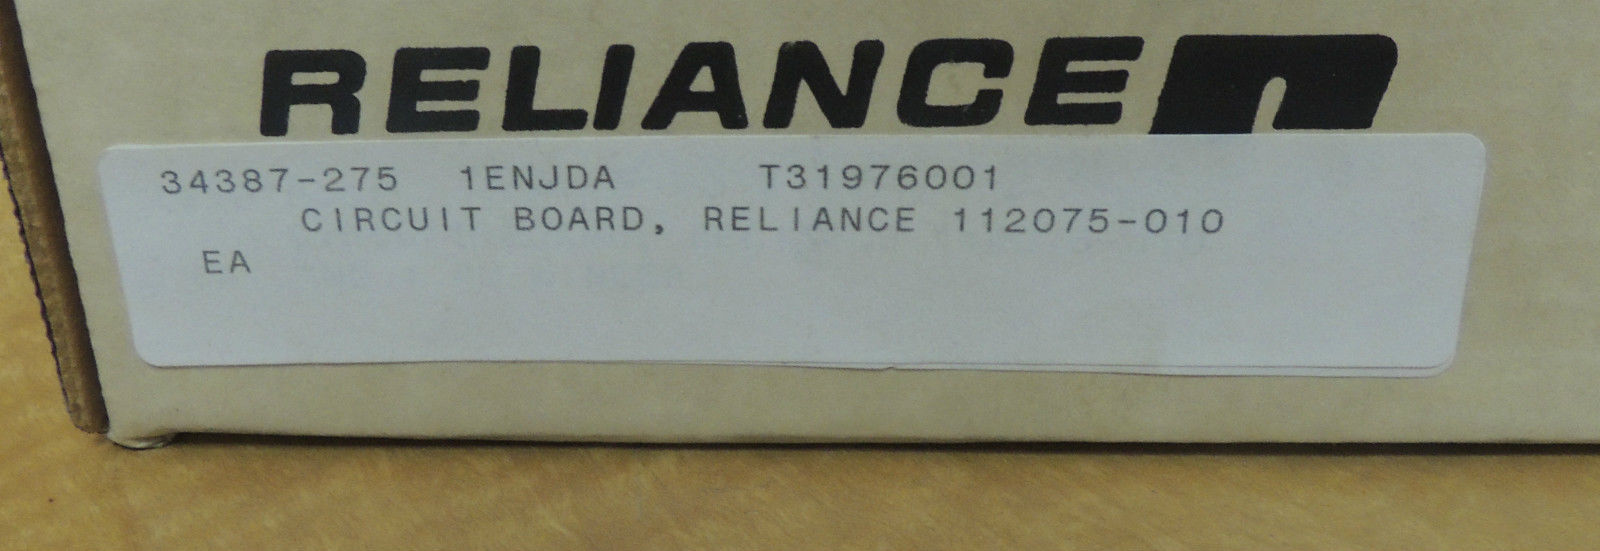 RELIANCE
34387-275 1ENJDA T31976001
CIRCUIT BOARD, RELIANCE 112075-010
EA